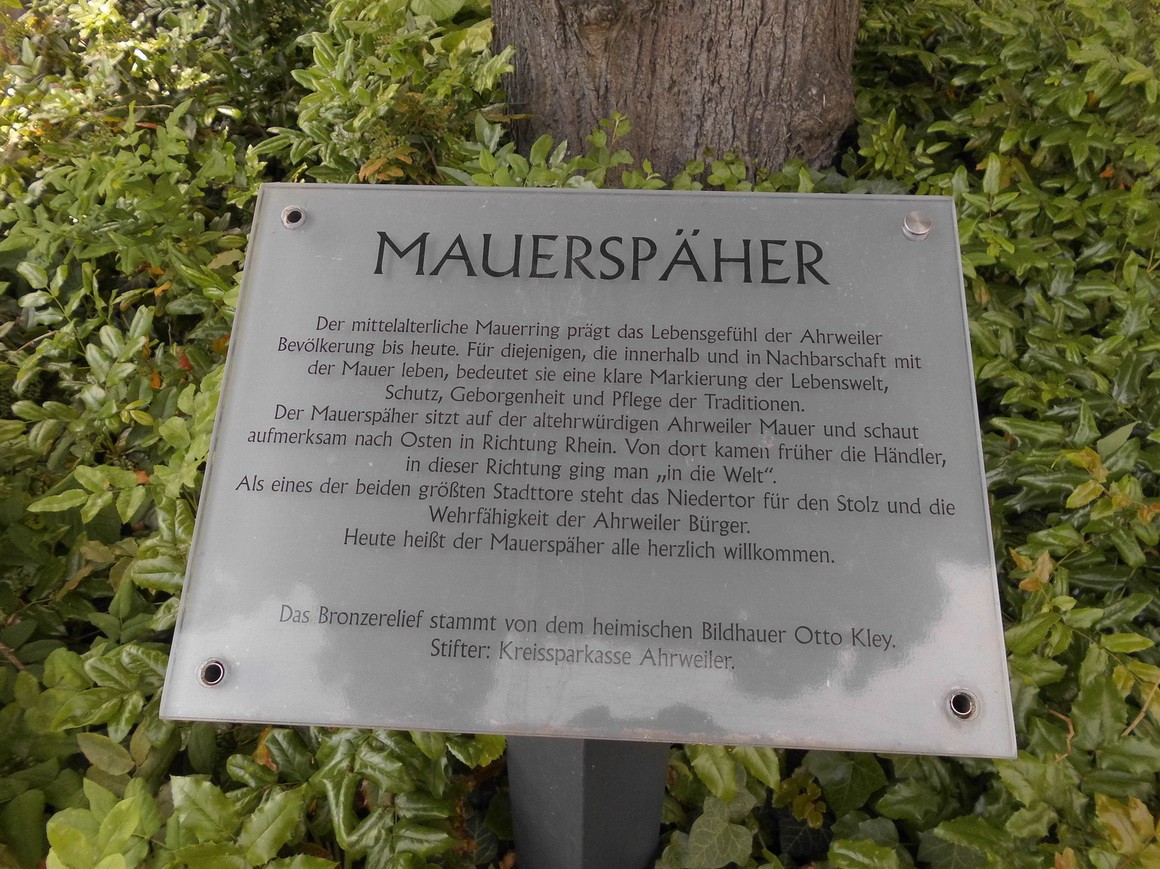 MAUERSPÄHER
Der mittelalterliche Mauerring prägt das Lebensgefühl der Ahrweiler
Bevölkerung bis heute. Für diejenigen, die innerhalb und in Nachbarschaft mit
der Mauer leben, bedeutet sie eine klare Markierung der Lebenswelt,
Schutz, Geborgenheit und Pflege der Traditionen.
Der Mauerspäher sitzt auf der altehrwürdigen Ahrweiler Mauer und schaut
aufmerksam nach Osten in Richtung Rhein. Von dort kamen früher die Händler,
in dieser Richtung ging man „in die Welt“.
Als eines der beiden größten Stadttore steht das Niedertor für den Stolz und die
Wehrfähigkeit der Ahrweiler Bürger.
Heute heißt der Mauerspäher alle herzlich willkommen.
Das Bronzerelief stammt von dem heimischen Bildhauer Otto Kley.
Stifter: Kreissparkasse Ahrweiler.